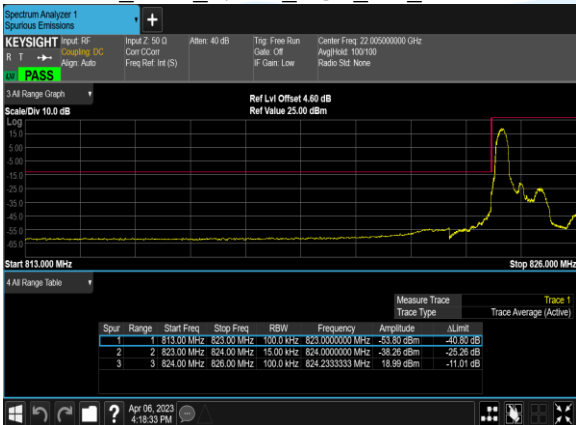 Spectrum Analyzer 1
Spurious Emissions
+
KEYSIGHT Input: RF Input Z: 50 Ω Atten: 40 dB Trig: Free Run Center Freq: 22.005000000 GHz
R T Coupling: DC Corr CCorr Gate: Off Avg|Hold: 100/100
Align: Auto Freq Ref: Int (S) IF Gain: Low Radio Std: None
PASS
3 All Range Graph
Ref Lvl Offset 4.60 dB
Scale/Div 10.0 dB Ref Value 25.00 dBm
Log
15.0
5.00
-5.00
-15.0
-25.0
-35.0
-45.0
-55.0
-65.0
Start 813.000 MHz Stop 826.000 MHz
4 All Range Table
Measure Trace Trace 1
Trace Type Trace Average (Active)
Spur Range Start Freq Stop Freq RBW Frequency Amplitude ΔLimit
1 1 813.00 MHz 823.00 MHz 100.0 kHz 823.0000000 MHz -53.80 dBm -40.80 dB
2 2 823.00 MHz 824.00 MHz 15.00 kHz 824.0000000 MHz -38.26 dBm -25.26 dB
3 3 824.00 MHz 826.00 MHz 100.0 kHz 824.2333333 MHz 18.99 dBm -11.01 dB
? Apr 06, 2023
4:18:33 PM